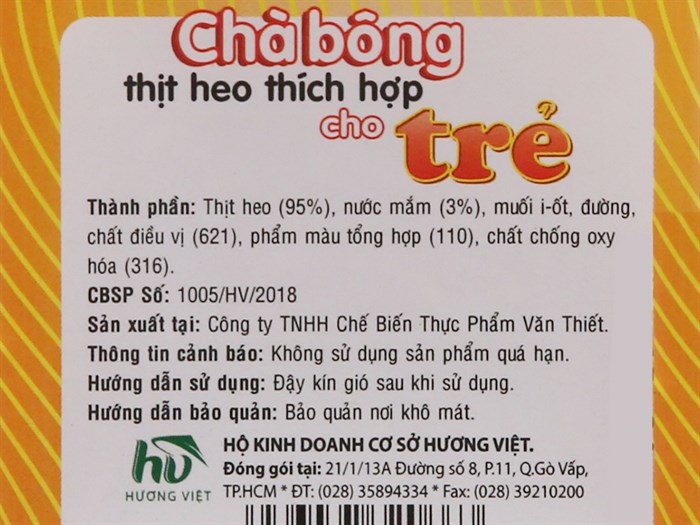 Chà bông
thịt heo thích hợp
cho trẻ
Thành phần: Thịt heo (95%), nước mắm (3%), muối i-ốt, đường,
chất điều vị (621), phẩm màu tổng hợp (110), chất chống oxy
hóa (316).
CBSP Số: 1005/HV/2018
Sản xuất tại: Công ty TNHH Chế Biến Thực Phẩm Văn Thiết.
Thông tin cảnh báo: Không sử dụng sản phẩm quá hạn.
Hướng dẫn sử dụng: Đậy kín gió sau khi sử dụng.
Hướng dẫn bảo quản: Bảo quản nơi khô mát.
hv
HƯƠNG VIỆT
HỘ KINH DOANH CƠ SỞ HƯƠNG VIỆT.
Đóng gói tại: 21/1/13A Đường số 8, P.11, Q.Gò Vấp,
TP.HCM * ĐT: (028) 35894334 * Fax: (028) 39210200